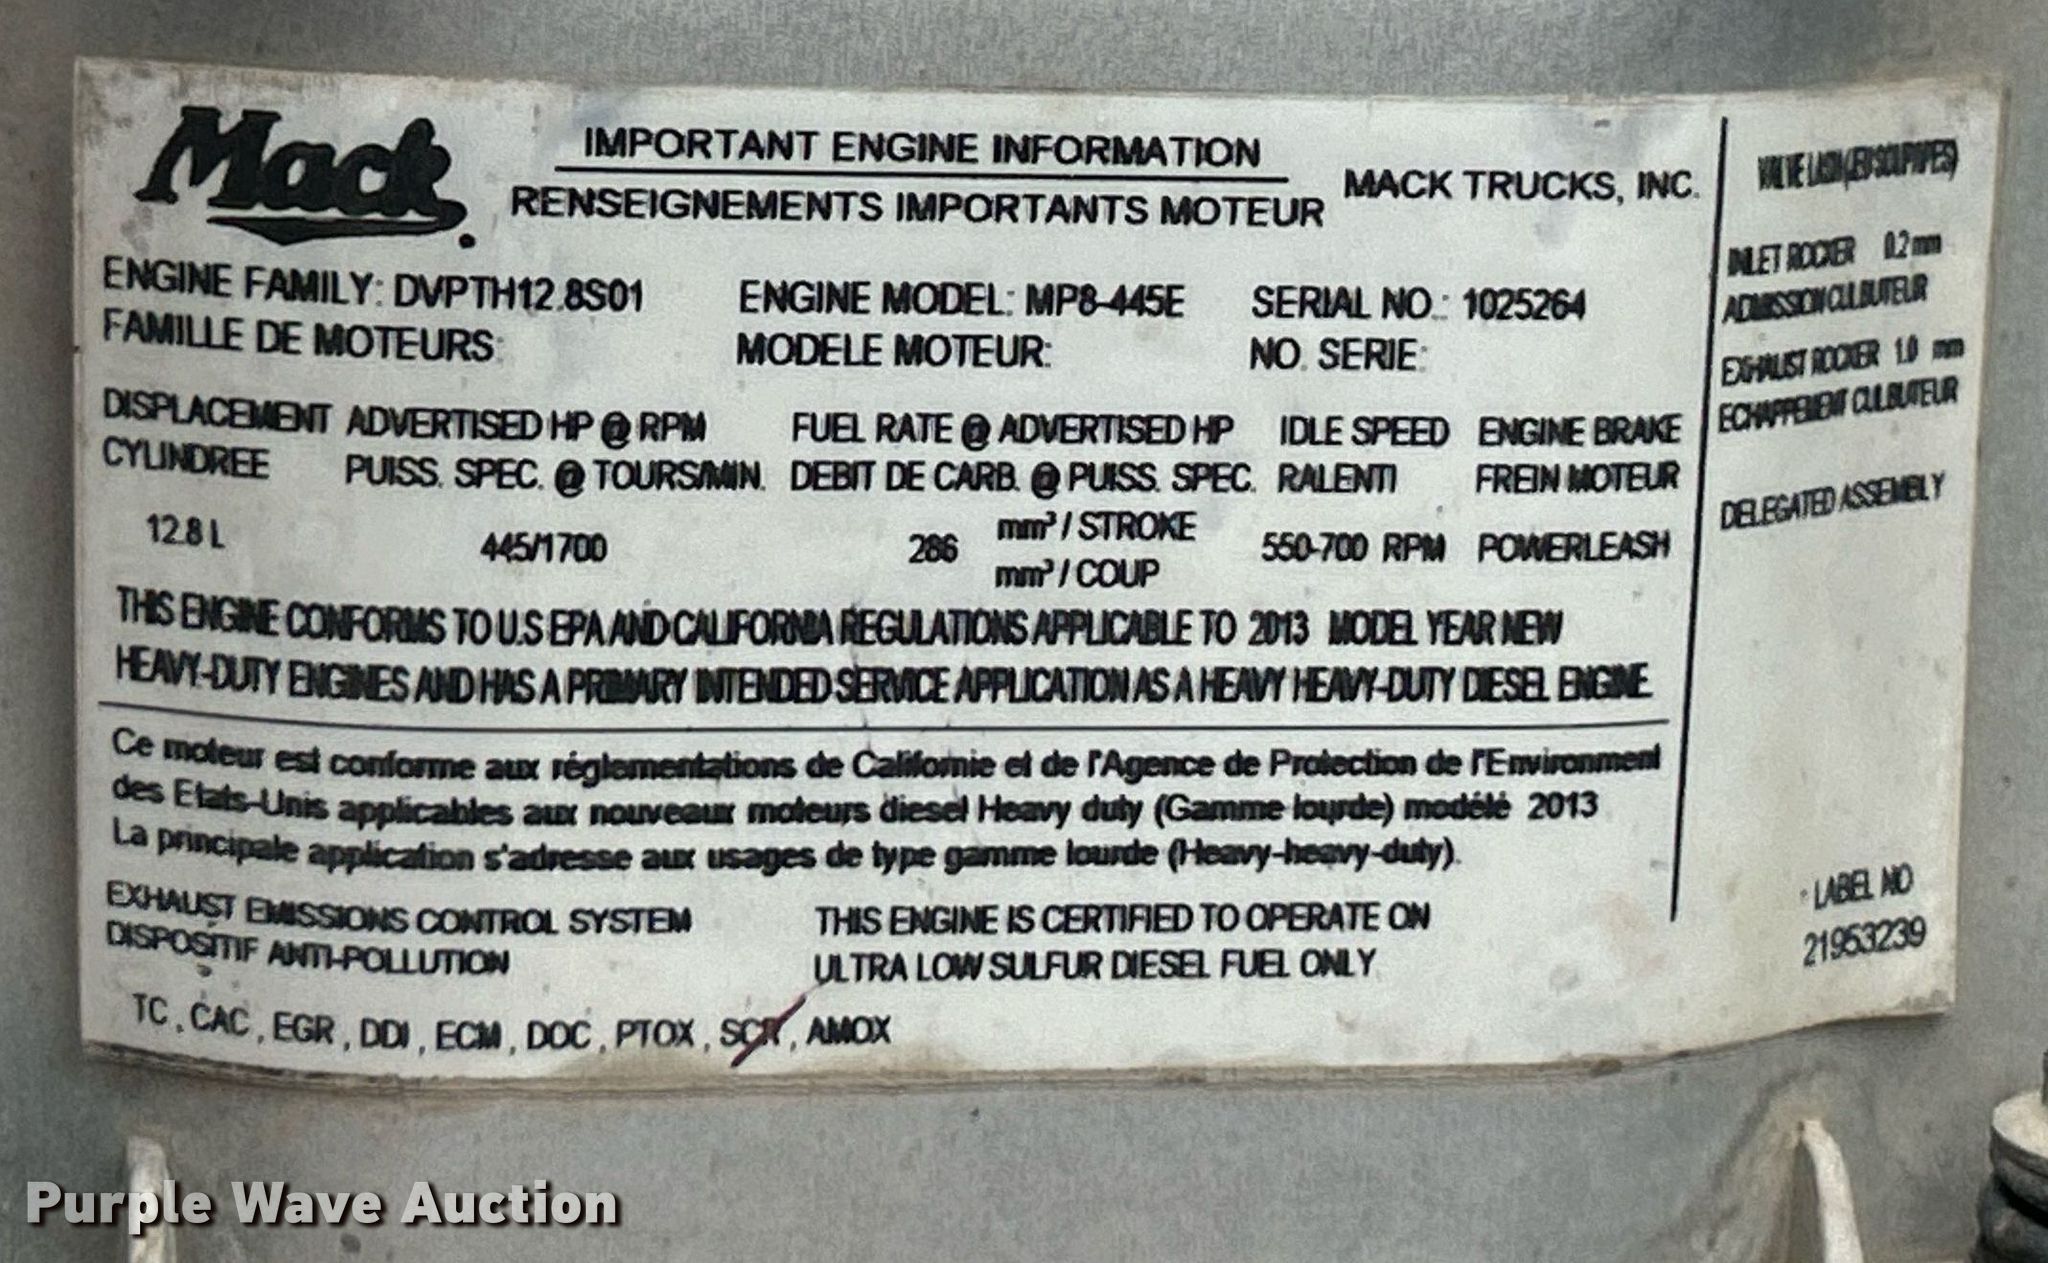 Mack
IMPORTANT ENGINE INFORMATION
RENSEIGNEMENTS IMPORTANTS MOTEUR
MACK TRUCKS, INC.
ENGINE FAMILY: DVPTH12.8S01 ENGINE MODEL: MP8-445E SERIAL NO.: 1025264
FAMILLE DE MOTEURS: MODELE MOTEUR: NO. SERIE:
DISPLACEMENT ADVERTISED HP @ RPM FUEL RATE @ ADVERTISED HP IDLE SPEED ENGINE BRAKE
CYLINDREE PUISS. SPEC. @ TOURS/MIN. DEBIT DE CARB. @ PUISS. SPEC. RALENTI FREIN MOTEUR
12.8 L 445/1700 286 mm³ / STROKE 550-700 RPM POWERLEASH
mm³ / COUP
THIS ENGINE CONFORMS TO U.S EPA AND CALIFORNIA REGULATIONS APPLICABLE TO 2013 MODEL YEAR NEW
HEAVY-DUTY ENGINES AND HAS A PRIMARY INTENDED SERVICE APPLICATION AS A HEAVY HEAVY-DUTY DIESEL ENGINE.
Ce moteur est conforme aux réglementations de Californie et de l'Agence de Protection de l'Environment
des Etats-Unis applicables aux nouveaux moteurs diesel Heavy duty (Gamme lourde) modélé 2013
La principale application s'adresse aux usages de type gamme lourde (Heavy-heavy-duty).
EXHAUST EMISSIONS CONTROL SYSTEM
DISPOSITIF ANTI-POLLUTION
THIS ENGINE IS CERTIFIED TO OPERATE ON
ULTRA LOW SULFUR DIESEL FUEL ONLY
TC, CAC, EGR, DDI, ECM, DOC, PTOX, SCR, AMOX
VALVE LASH (JEU SOUPAPES)
INLET ROCKER 0.2 mm
ADMISSION CULBUTEUR
EXHAUST ROCKER 1.0 mm
ECHAPPEMENT CULBUTEUR
DELEGATED ASSEMBLY
LABEL NO
21953239
Purple Wave Auction